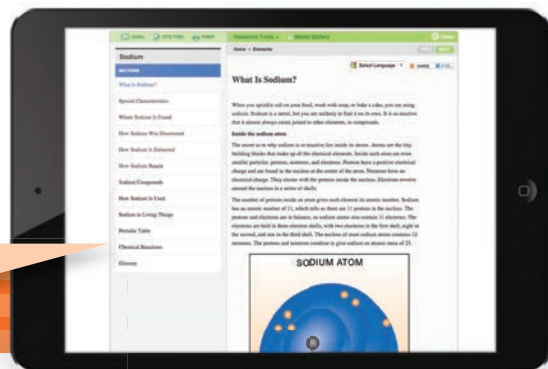 EMAIL CITE THIS PRINT
Research Tools Media Gallery
Home > Elements
Sodium
SECTIONS
What Is Sodium?
Special Characteristics
Where Sodium Is Found
How Sodium Was Discovered
How Sodium Is Extracted
How Sodium Reacts
Sodium Compounds
How Sodium Is Used
Sodium in Living Things
Periodic Table
Chemical Reactions
Glossary
Select Language
SHARE
What Is Sodium?
When you sprinkle salt on your food, wash with soap, or bake a cake, you are using
sodium. Sodium is a metal, but you are unlikely to find it on its own. It is so reactive
that it almost always exists joined to other elements, in compounds.
Inside the sodium atom
The secret as to why sodium is so reactive lies inside its atoms. Atoms are the tiny
building blocks that make up all the chemical elements. Inside each atom are even
smaller particles: protons, neutrons, and electrons. Protons have a positive electrical
charge and are found in the nucleus at the center of the atom. Neutrons have no
electrical charge. They cluster with the protons inside the nucleus. Electrons revolve
around the nucleus in a series of shells.
The number of protons inside an atom gives each element its atomic number. Sodium
has an atomic number of 11, which tells us there are 11 protons in the nucleus. The
protons and electrons are in balance, so sodium atoms also contain 11 electrons. The
electrons are held in three electron shells, with two electrons in the first shell, eight in
the second, and one in the third shell. The nucleus of most sodium atoms contains 12
neutrons. The protons and neutrons combine to give sodium an atomic mass of 23.
SODIUM ATOM